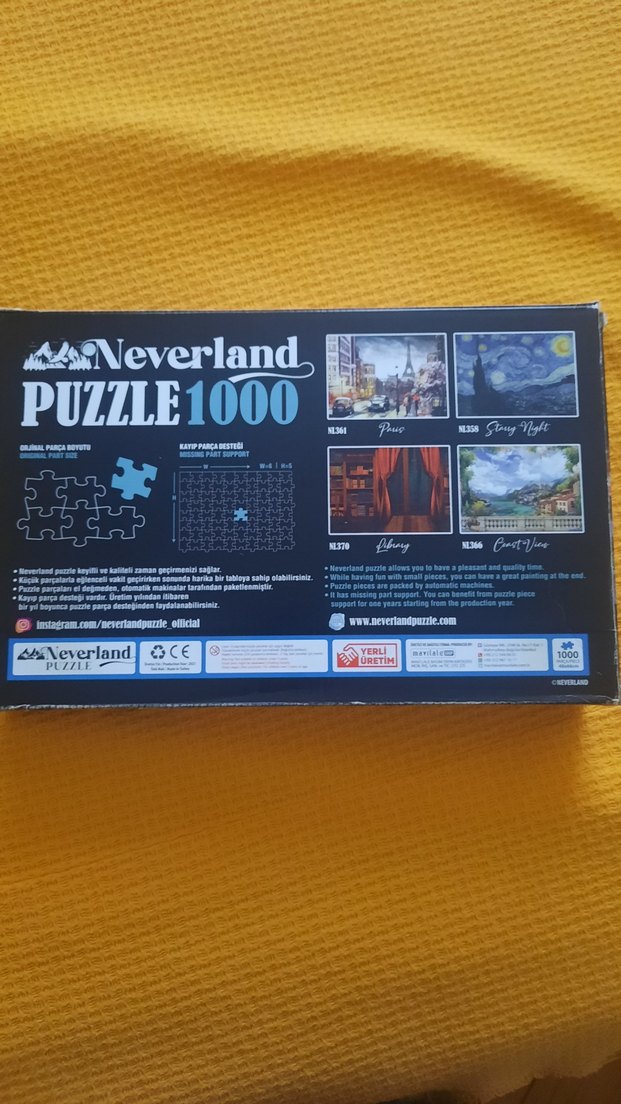 Neverland
PUZZLE 1000
ORJİNAL PARÇA BOYUTU
ORIGINAL PART SIZE
KAYIP PARÇA DESTEĞİ
MISSING PART SUPPORT
W
W=6 | H=5
H
NL361 Paris
NL358 Starry Night
NL370 Library
NL366 Coast View
• Neverland puzzle keyifli ve kaliteli zaman geçirmenizi sağlar.
• Küçük parçalarla eğlenceli vakit geçirirken sonunda harika bir tabloya sahip olabilirsiniz.
• Puzzle parçaları el değmeden, otomatik makinalar tarafından paketlenmiştir.
• Kayıp parça desteği vardır. Üretim yılından itibaren
bir yıl boyunca puzzle parça desteğinden faydalanabilirsiniz.
• Neverland puzzle allows you to have a pleasant and quality time.
• While having fun with small pieces, you can have a great painting at the end.
• Puzzle pieces are packed by automatic machines.
• It has missing part support. You can benefit from puzzle piece
support for one years starting from the production year.
instagram.com/neverlandpuzzle_official
www.neverlandpuzzle.com
Neverland
PUZZLE
CE
YERLİ
ÜRETİM
mavilale
1000
©NEVERLAND